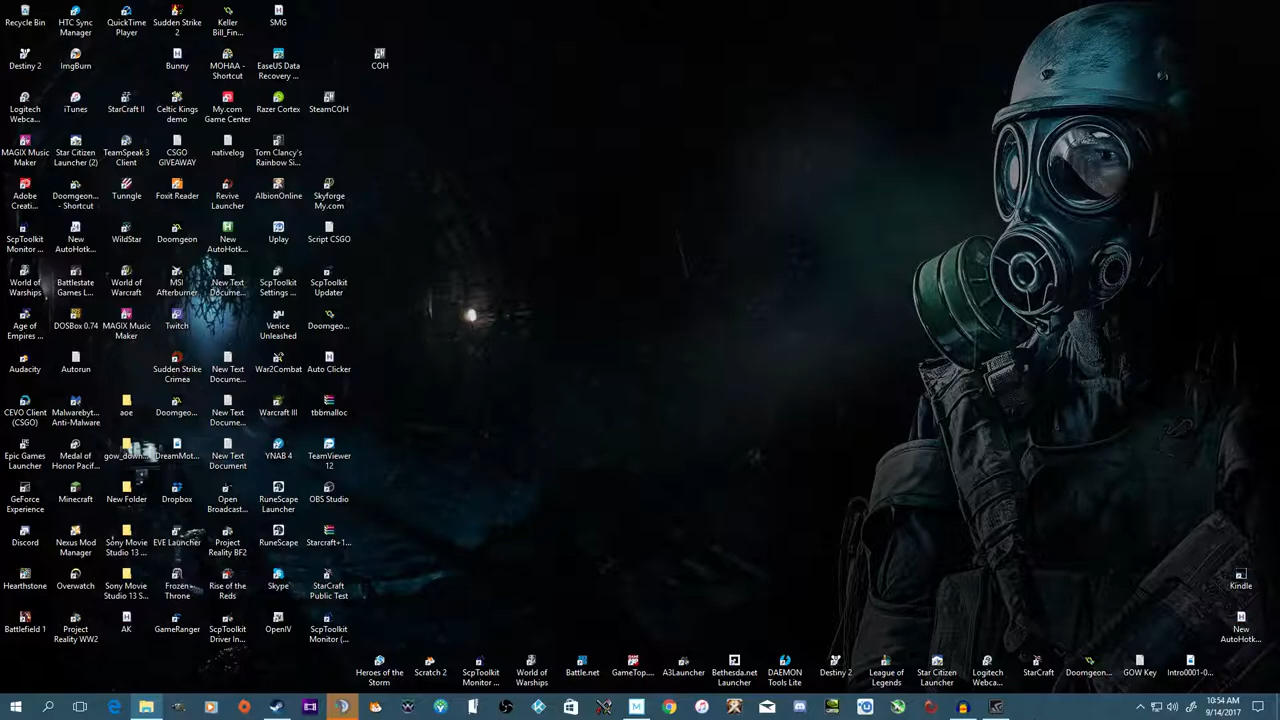 Recycle Bin
HTC Sync
Manager
QuickTime
Player
Sudden Strike
2
Keller
Bill_Fin...
SMG
Destiny 2
ImgBurn
Bunny
MOHAA -
Shortcut
EaseUS Data
Recovery ...
COH
Logitech
Webca...
iTunes
StarCraft II
Celtic Kings
demo
My.com
Game Center
Razer Cortex
SteamCOH
MAGIX Music
Maker
Star Citizen
Launcher (2)
TeamSpeak 3
Client
CSGO
GIVEAWAY
nativelog
Tom Clancy's
Rainbow Si...
Adobe
Creati...
Doomgeo...
- Shortcut
Tunngle
Foxit Reader
Revive
Launcher
AlbionOnline
Skyforge
My.com
ScpToolkit
Monitor ...
New
AutoHotk...
WildStar
Doomgeon
New
AutoHotk...
Uplay
Script CSGO
World of
Warships
Battlestate
Games L...
World of
Warcraft
MSI
Afterburner
New Text
Docume...
ScpToolkit
Settings ...
ScpToolkit
Updater
Age of
Empires ...
DOSBox 0.74
MAGIX Music
Maker
Twitch
New Text
Docume...
Venice
Unleashed
Doomgeo...
Audacity
Autorun
Sudden Strike
Crimea
New Text
Docume...
War2Combat
Auto Clicker
CEVO Client
(CSGO)
Malwarebyt...
Anti-Malware
aoe
Doomgeo...
New Text
Docume...
Warcraft III
tbbmalloc
Epic Games
Launcher
Medal of
Honor Pacif...
gow_down...
DreamMot...
New Text
Document
YNAB 4
TeamViewer
12
GeForce
Experience
Minecraft
New Folder
Dropbox
Open
Broadcast...
RuneScape
Launcher
OBS Studio
Discord
Nexus Mod
Manager
Sony Movie
Studio 13 ...
EVE Launcher
Project
Reality BF2
RuneScape
Starcraft+1...
Hearthstone
Overwatch
Sony Movie
Studio 13 S...
Frozen
Throne
Rise of the
Reds
Skype
StarCraft
Public Test
Kindle
Battlefield 1
Project
Reality WW2
AK
GameRanger
ScpToolkit
Driver In...
OpenIV
ScpToolkit
Monitor (...
New
AutoHotk...
Heroes of the
Storm
Scratch 2
ScpToolkit
Monitor ...
World of
Warships
Battle.net
GameTop....
A3Launcher
Bethesda.net
Launcher
DAEMON
Tools Lite
Destiny 2
League of
Legends
Star Citizen
Launcher
Logitech
Webca...
StarCraft
Doomgeo...
GOW Key
Intro0001-0...
10:54 AM
9/14/2017